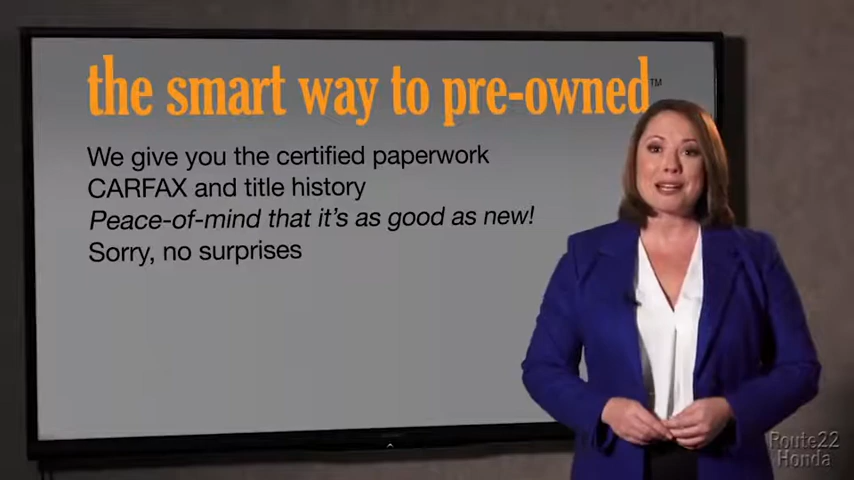 the smart way to pre-owned™
We give you the certified paperwork
CARFAX and title history
Peace-of-mind that it's as good as new!
Sorry, no surprises
Route22
Honda